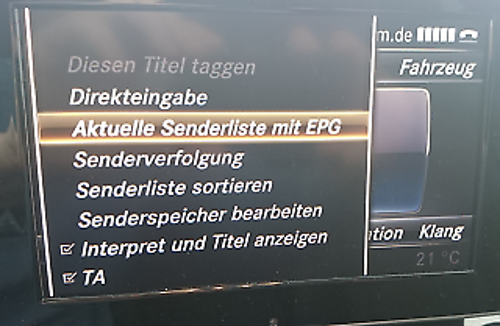 m.de
Diesen Titel taggen
Fahrzeug
Direkteingabe
Aktuelle Senderliste mit EPG
Senderverfolgung
Senderliste sortieren
Senderspeicher bearbeiten
tion Klang
Interpret und Titel anzeigen
21 °C
TA